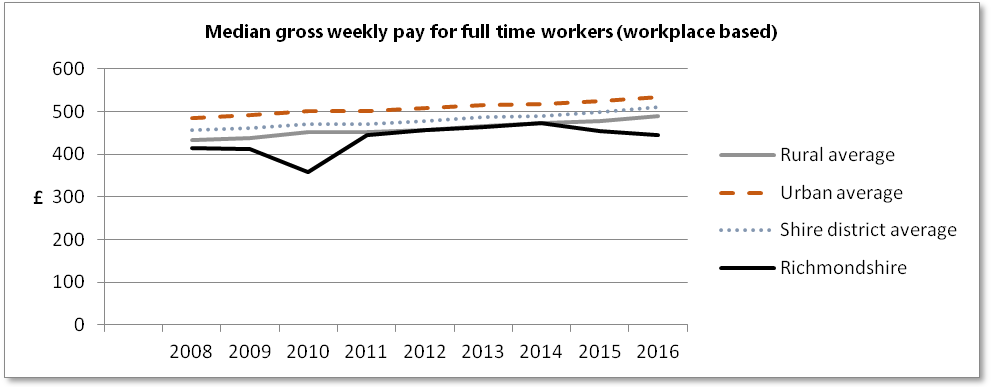 Median gross weekly pay for full time workers (workplace based)
600
500
400
300
200
100
0
£
2008 2009 2010 2011 2012 2013 2014 2015 2016
Rural average
Urban average
Shire district average
Richmondshire